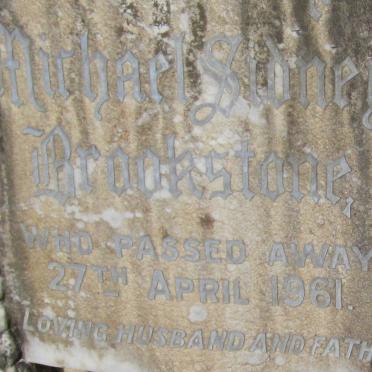 Michael Sidney
Brookstone,
WHO PASSED AWAY
27TH APRIL 1961.
LOVING HUSBAND AND FATH